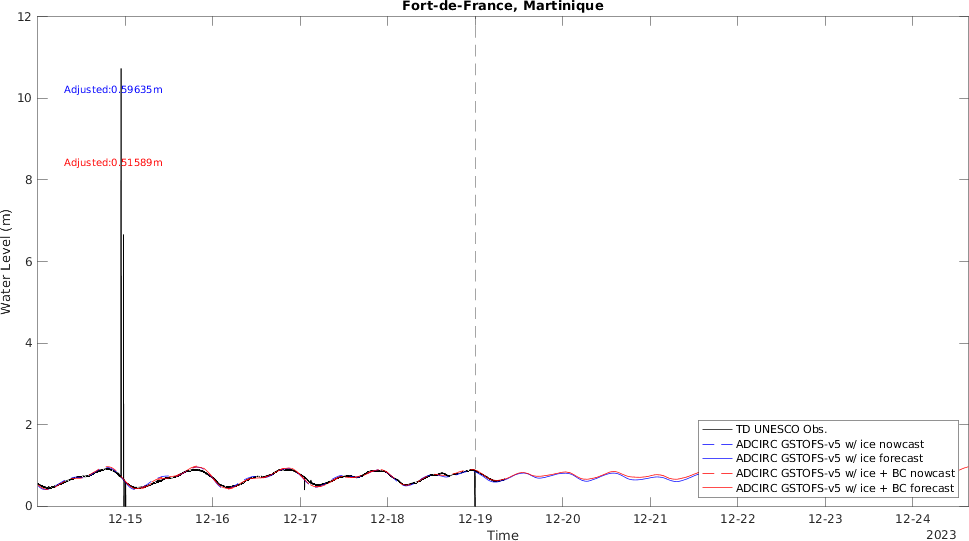 Fort-de-France, Martinique
12
10
8
6
4
2
0
Water Level (m)
Adjusted:0.59635m
Adjusted:0.51589m
TD UNESCO Obs.
ADCIRC GSTOFS-v5 w/ ice nowcast
ADCIRC GSTOFS-v5 w/ ice forecast
ADCIRC GSTOFS-v5 w/ ice + BC nowcast
ADCIRC GSTOFS-v5 w/ ice + BC forecast
12-15 12-16 12-17 12-18 12-19 12-20 12-21 12-22 12-23 12-24
Time
2023